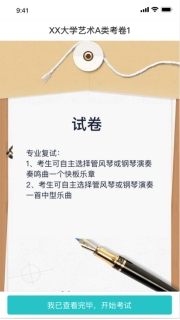 9:41
XX大学艺术A类考卷1
试卷
专业复试：
1、考生可自主选择管风琴或钢琴演奏
奏鸣曲一个快板乐章
2、考生可自主选择管风琴或钢琴演奏
一首中型乐曲
我已查看完毕，开始考试